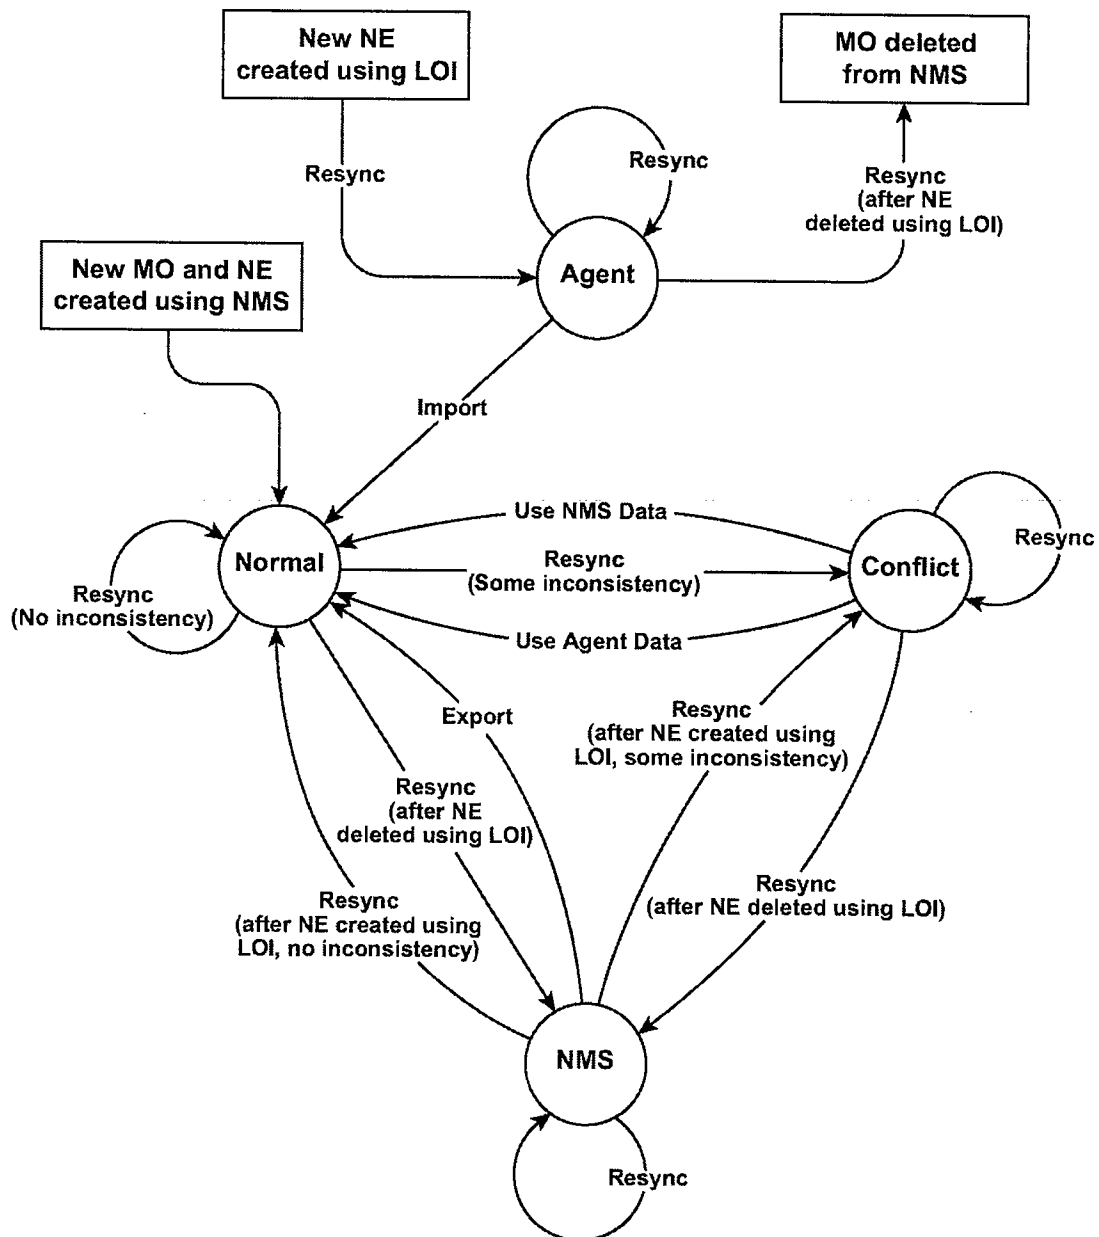 New NE
created using LOI
MO deleted
from NMS
Resync
Resync
Resync
(after NE
deleted using LOI)
Agent
New MO and NE
created using NMS
Import
Use NMS Data
Resync
Normal
Resync
(Some inconsistency)
Conflict
Resync
(No inconsistency)
Use Agent Data
Export
Resync
(after NE created using
LOI, some inconsistency)
Resync
(after NE
deleted using LOI)
Resync
(after NE created using
LOI, no inconsistency)
Resync
(after NE deleted using LOI)
NMS
Resync